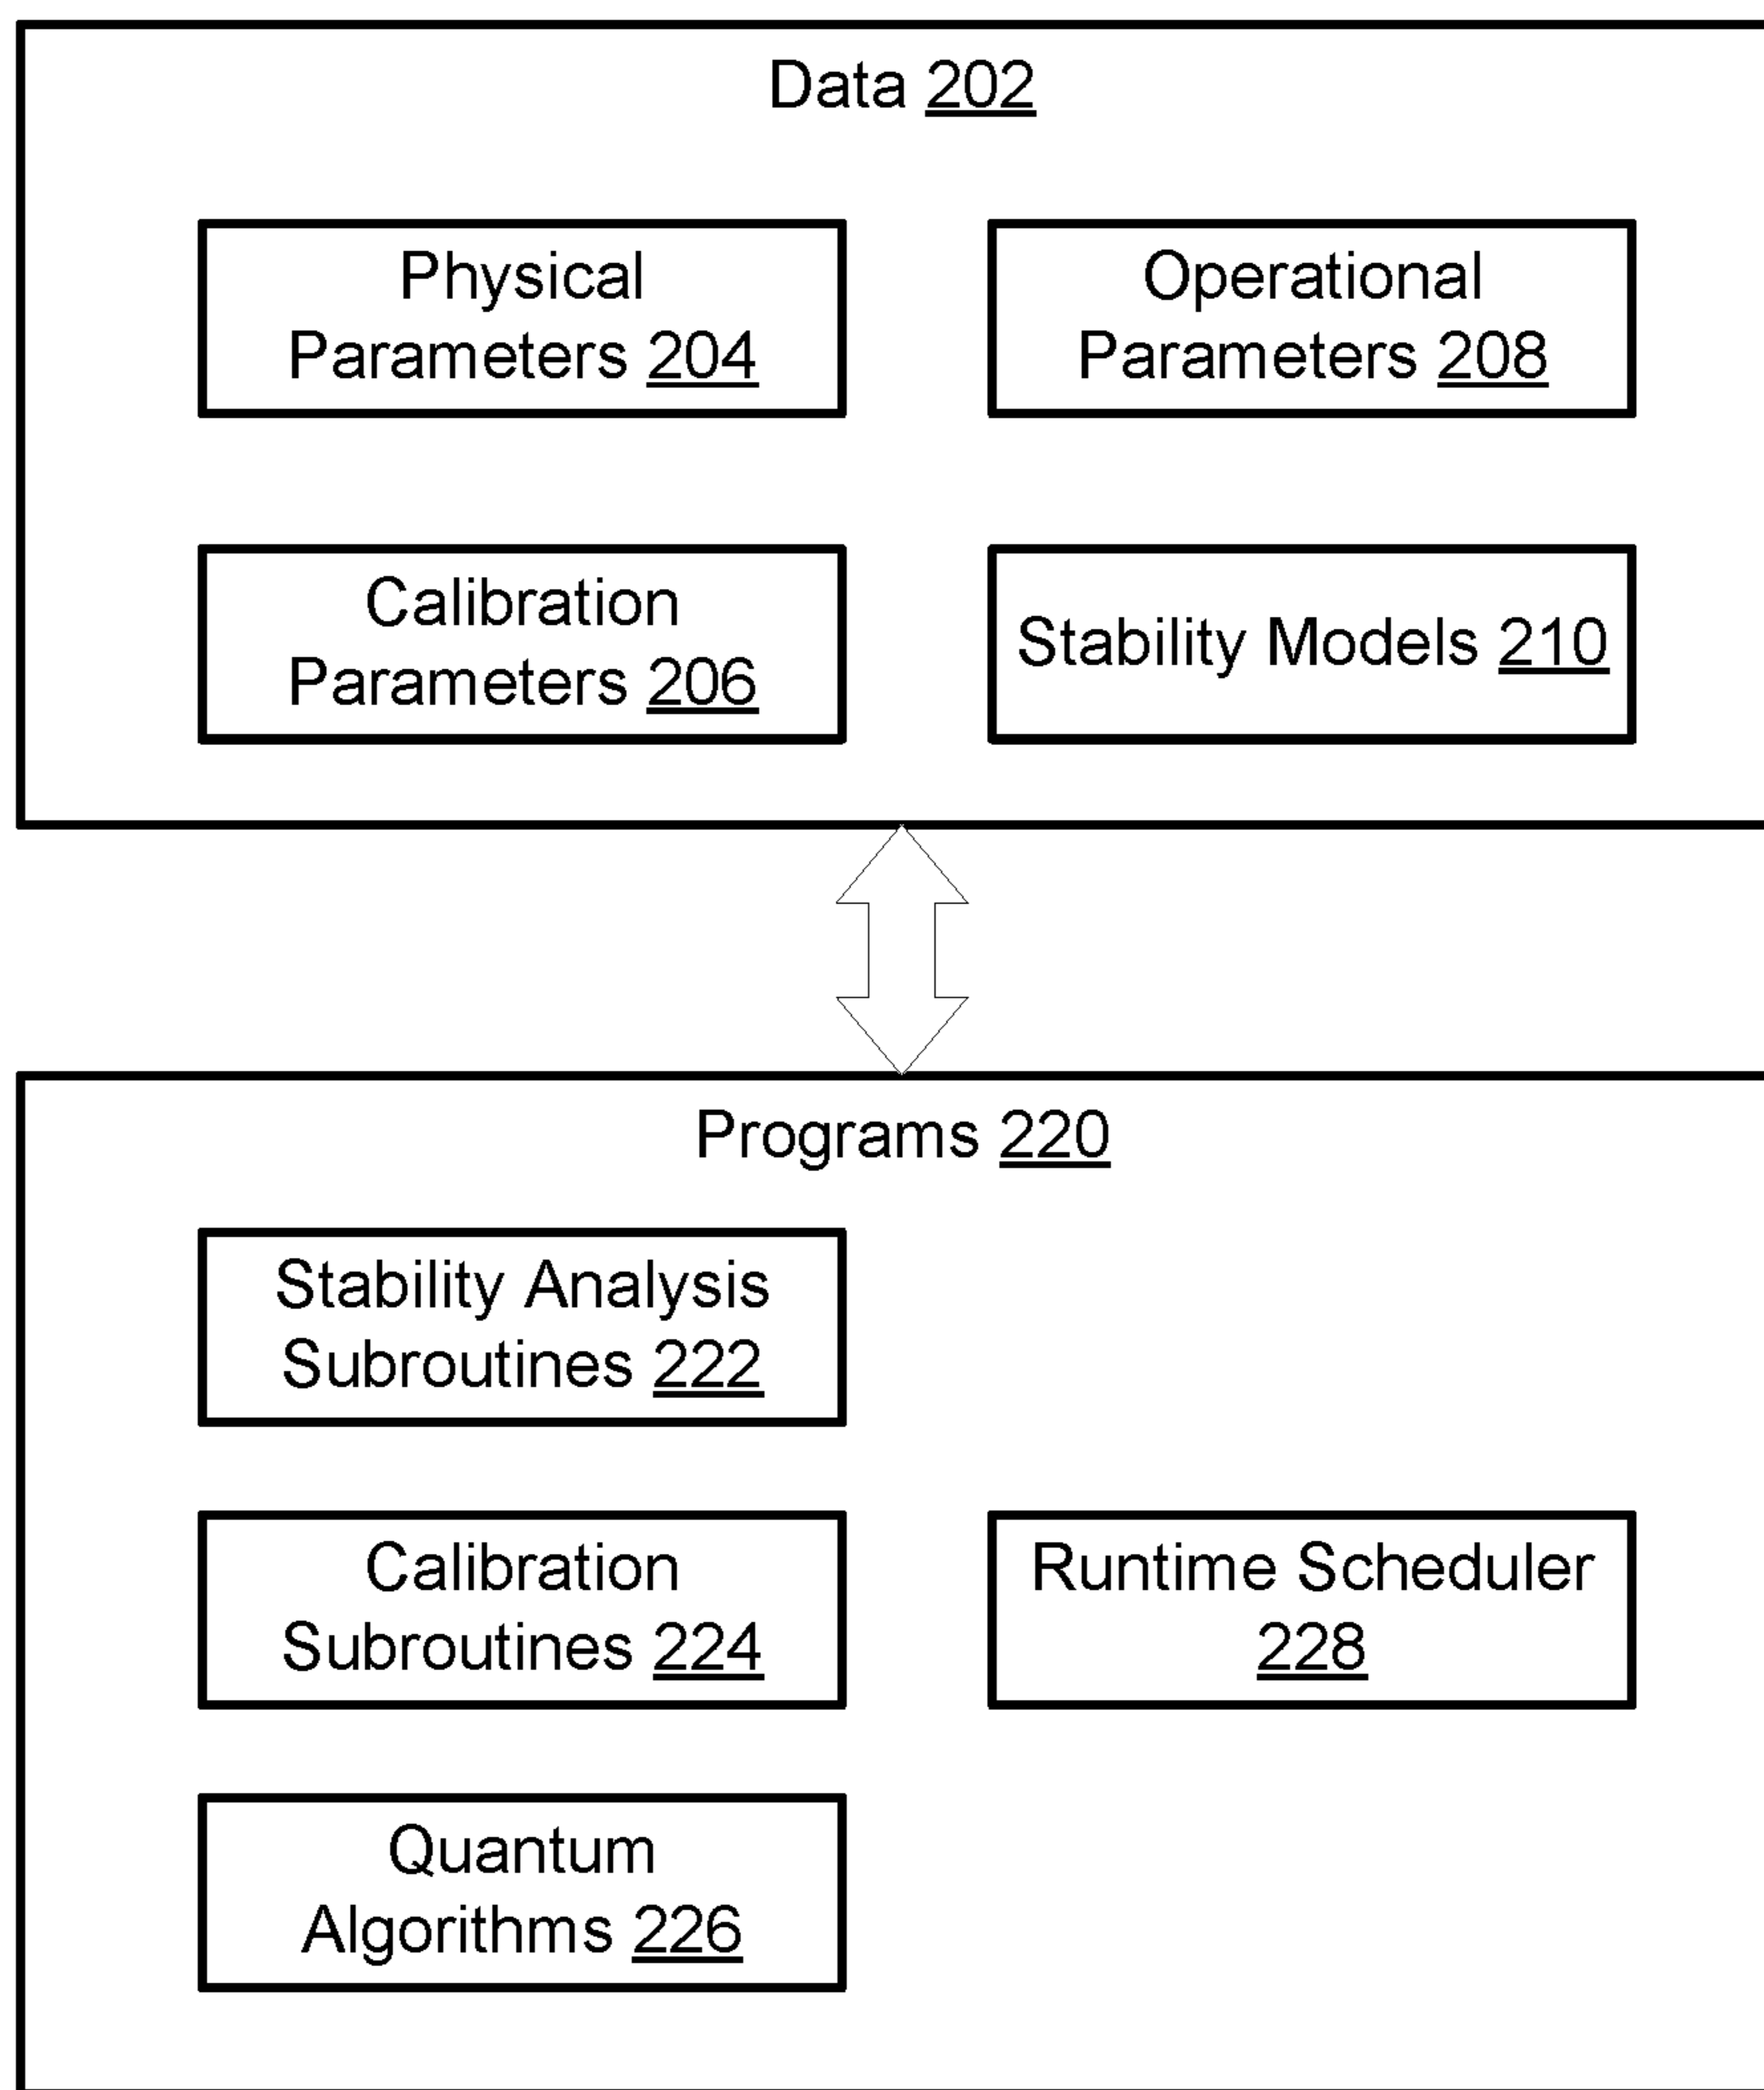 Data 202
Physical
Parameters 204
Operational
Parameters 208
Calibration
Parameters 206
Stability Models 210
Programs 220
Stability Analysis
Subroutines 222
Calibration
Subroutines 224
Runtime Scheduler
228
Quantum
Algorithms 226